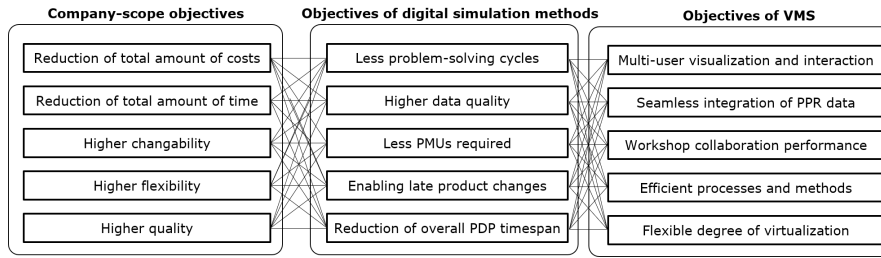 Company-scope objectives
Reduction of total amount of costs
Reduction of total amount of time
Higher changability
Higher flexibility
Higher quality
Objectives of digital simulation methods
Less problem-solving cycles
Higher data quality
Less PMUs required
Enabling late product changes
Reduction of overall PDP timespan
Objectives of VMS
Multi-user visualization and interaction
Seamless integration of PPR data
Workshop collaboration performance
Efficient processes and methods
Flexible degree of virtualization